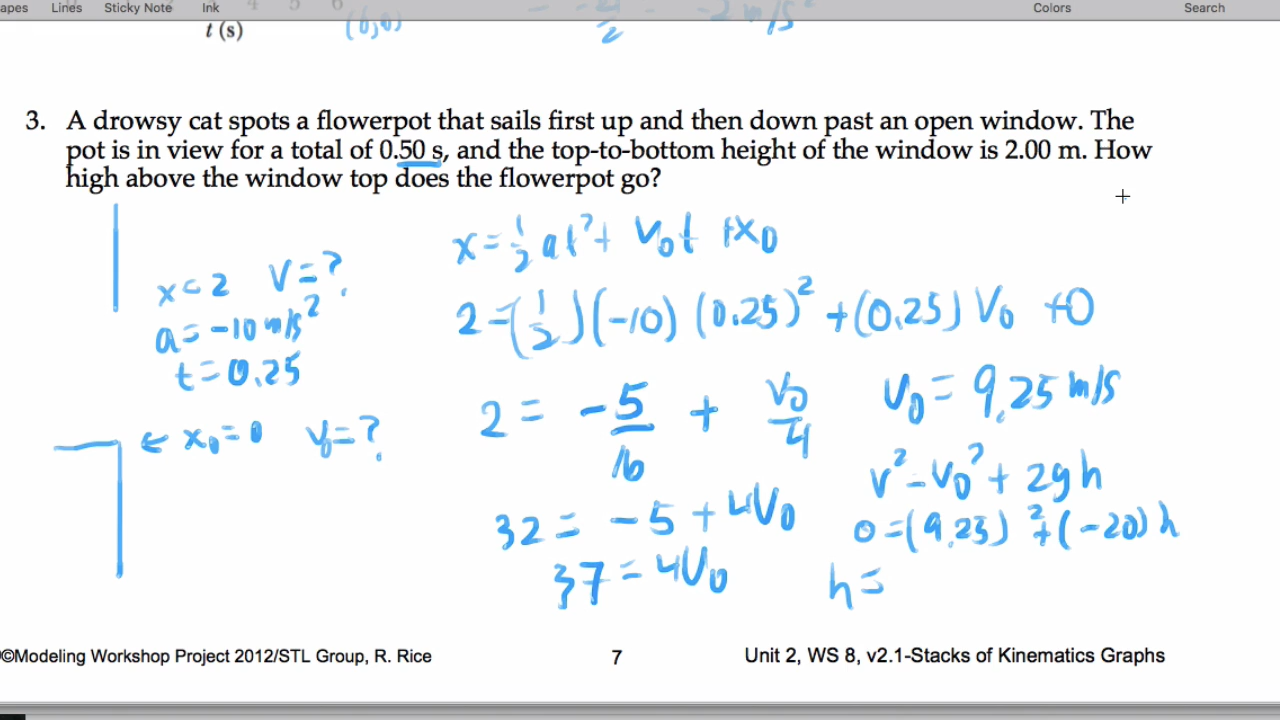 apes Lines Sticky Note Ink Colors Search
t (s) (6,0) 2 -2 m/s²
3. A drowsy cat spots a flowerpot that sails first up and then down past an open window. The
pot is in view for a total of 0.50 s, and the top-to-bottom height of the window is 2.00 m. How
high above the window top does the flowerpot go?
x = 1/2 at² + V₀t + x₀
x = 2 V = ?
a = -10 m/s²
t = 0.25
2 = (1/2)(-10)(0.25)² + (0.25) V₀ + 0
2 = -5/16 + V₀/4
V₀ = 9.25 m/s
← x₀ = 0 V₀ = ?
V² = V₀² + 2gh
32 = -5 + 4V₀
0 = (9.25)² + (-20)h
37 = 4V₀
h =
©Modeling Workshop Project 2012/STL Group, R. Rice 7 Unit 2, WS 8, v2.1-Stacks of Kinematics Graphs